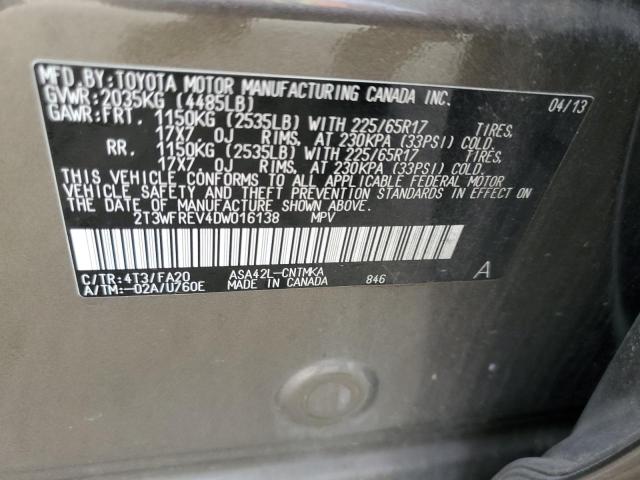 MFD.BY:TOYOTA MOTOR MANUFACTURING CANADA INC. 04/13
GVWR:2035KG (4485LB)
GAWR:FRT. 1150KG (2535LB) WITH 225/65R17 TIRES,
17X7.0J RIMS, AT 230KPA (33PSI) COLD.
RR. 1150KG (2535LB) WITH 225/65R17 TIRES,
17X7.0J RIMS, AT 230KPA (33PSI) COLD.
THIS VEHICLE CONFORMS TO ALL APPLICABLE FEDERAL MOTOR
VEHICLE SAFETY AND THEFT PREVENTION STANDARDS IN EFFECT
ON THE DATE OF MANUFACTURE SHOWN ABOVE.
2T3WFREV4DW016138 MPV
C/TR:4T3/FA20 ASA42L-CNTMKA A
A/TM:-02A/U760E MADE IN CANADA 846